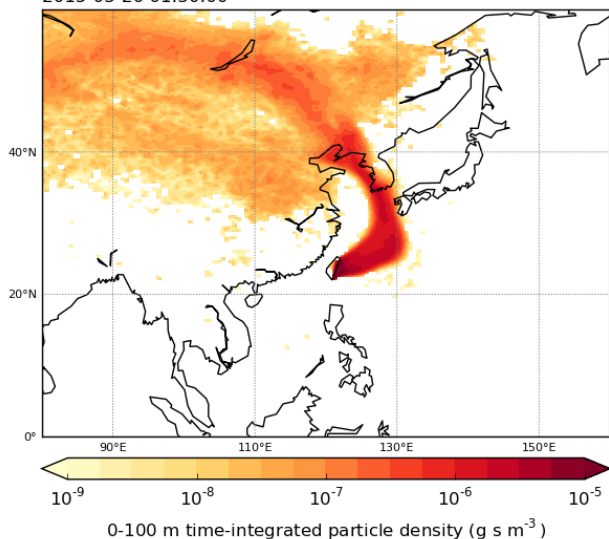 40°N
20°N
0°
90°E 110°E 130°E 150°E
10⁻⁹ 10⁻⁸ 10⁻⁷ 10⁻⁶ 10⁻⁵
0-100 m time-integrated particle density (g s m⁻³)